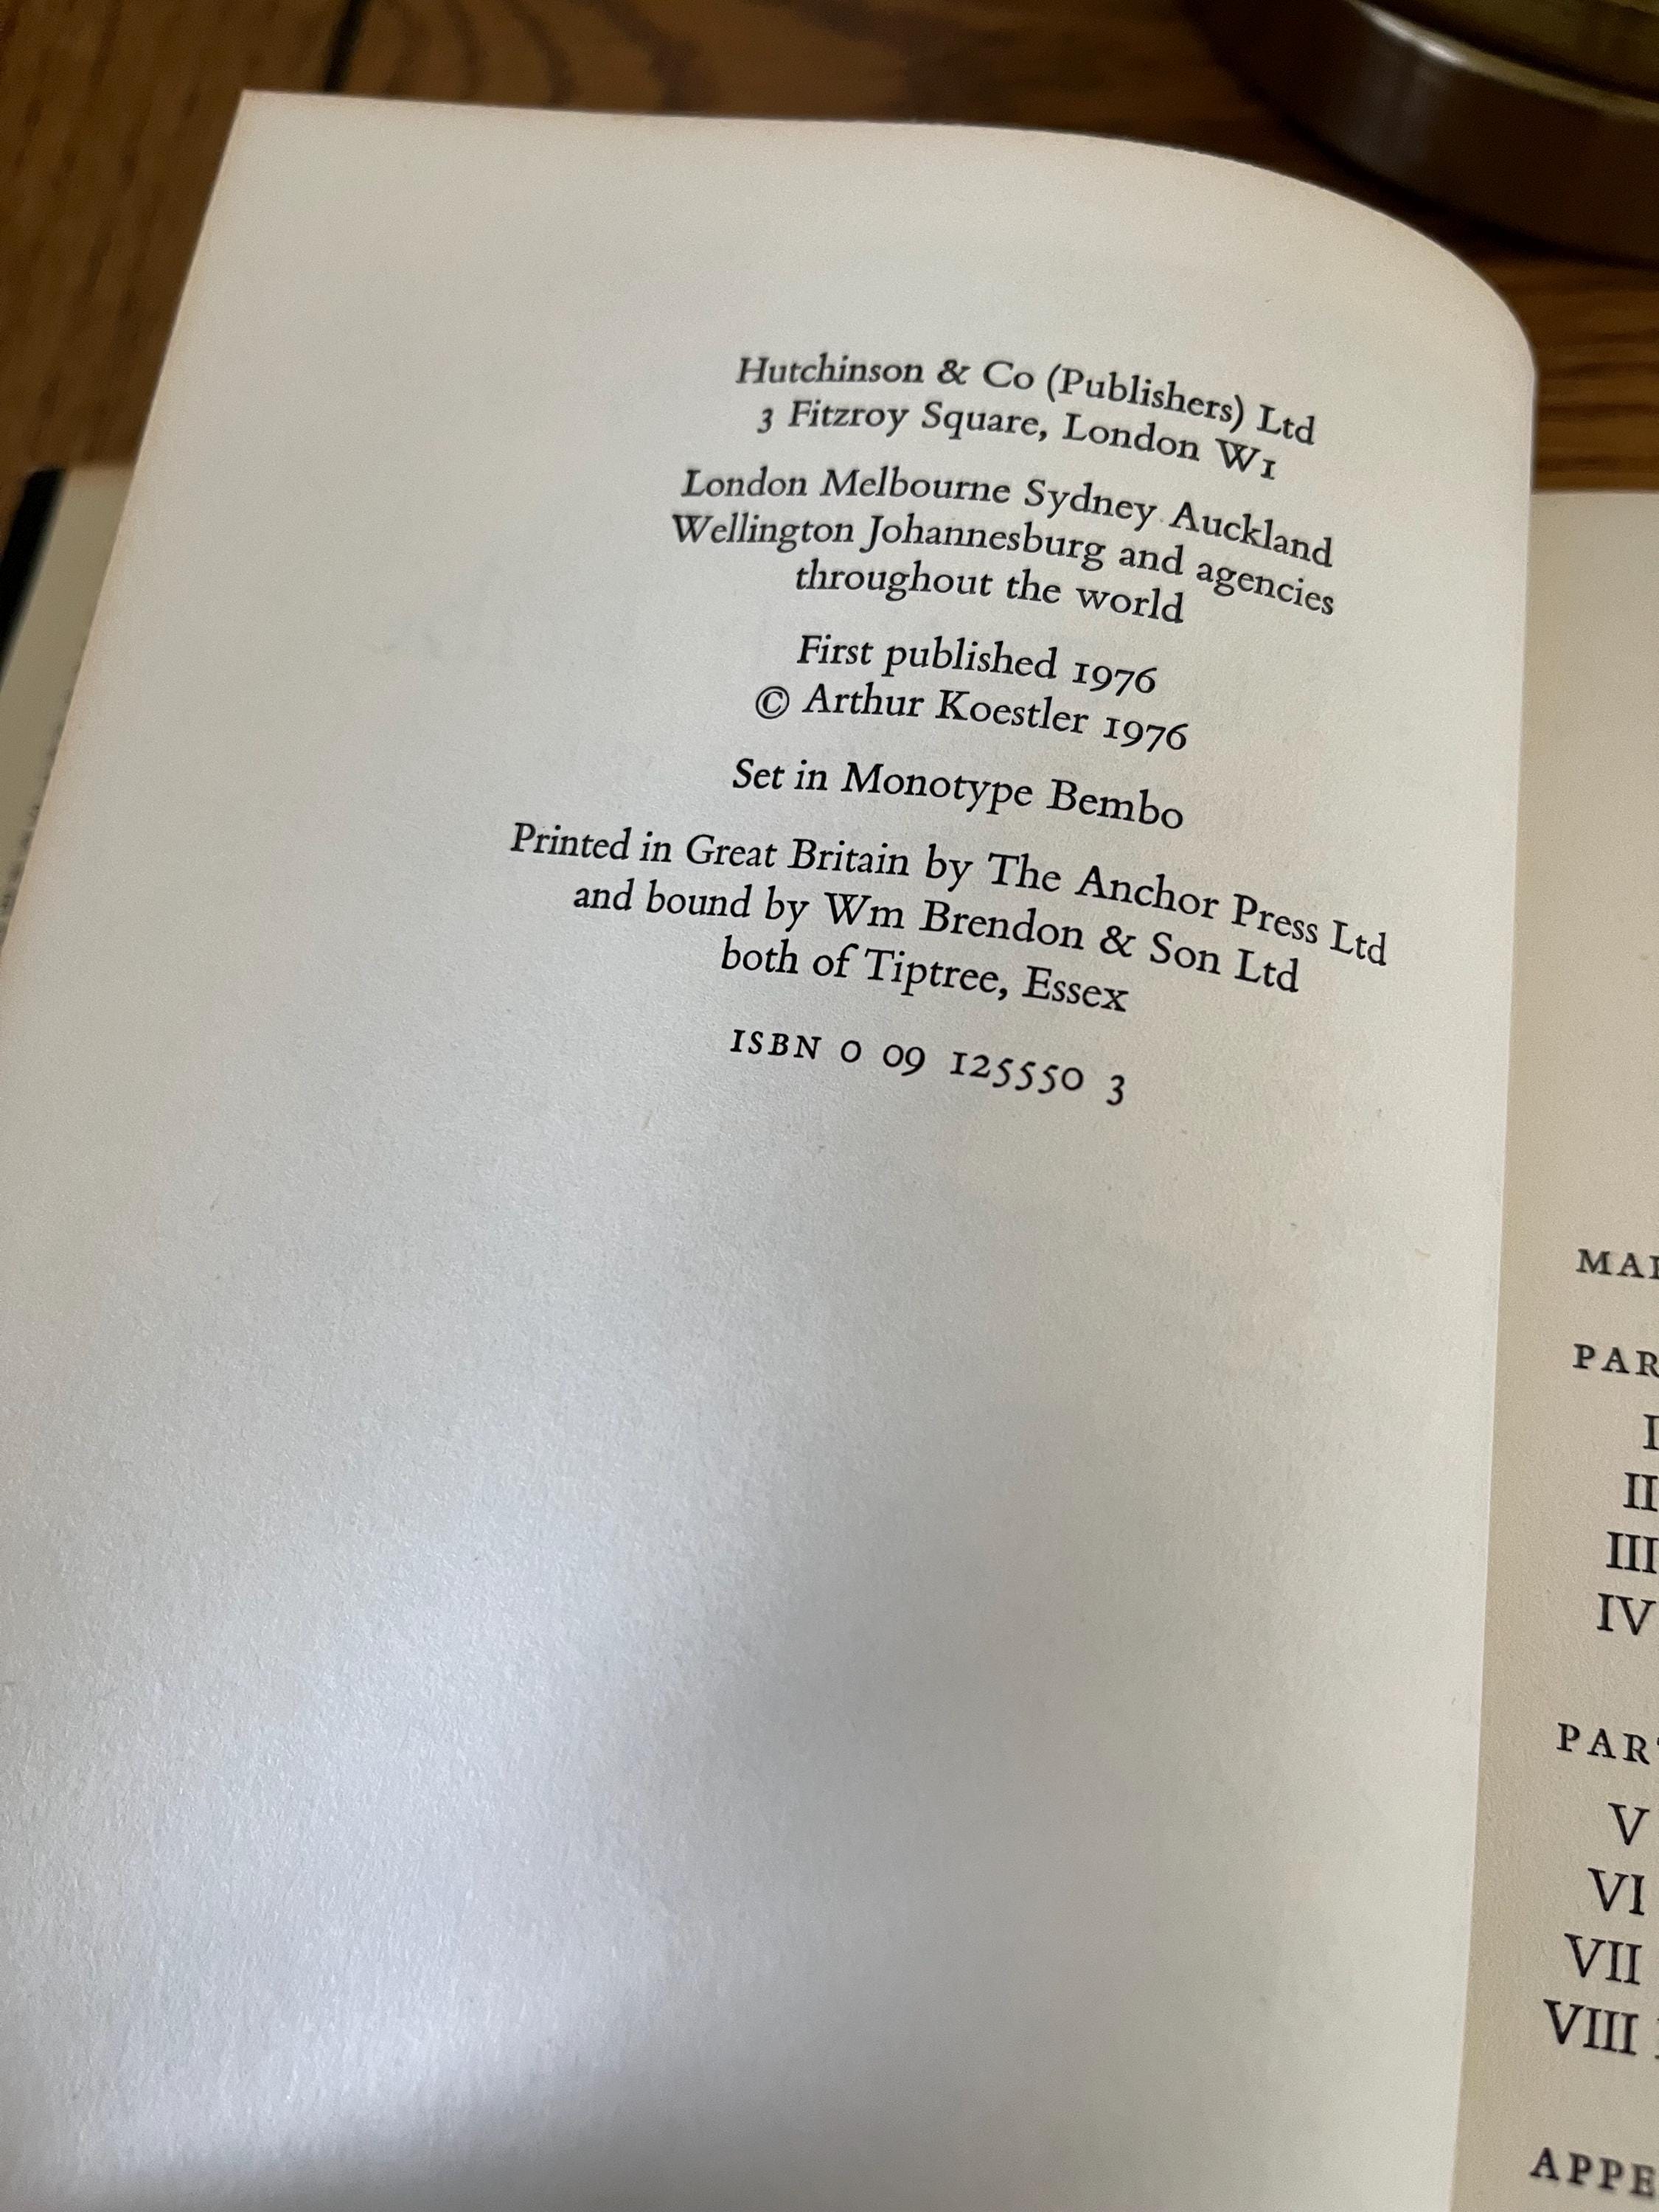 Hutchinson & Co (Publishers) Ltd
3 Fitzroy Square, London W1
London Melbourne Sydney Auckland
Wellington Johannesburg and agencies
throughout the world
First published 1976
© Arthur Koestler 1976
Set in Monotype Bembo
Printed in Great Britain by The Anchor Press Ltd
and bound by Wm Brendon & Son Ltd
both of Tiptree, Essex
ISBN 0 09 125550 3
I
II
III
IV
V
VI
VII
VIII